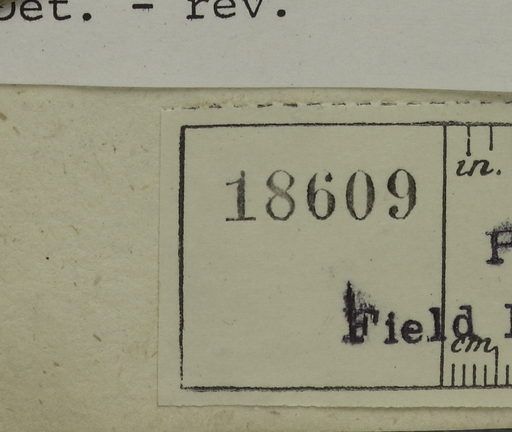 Det. - rev.
18609
in.
Field
cm